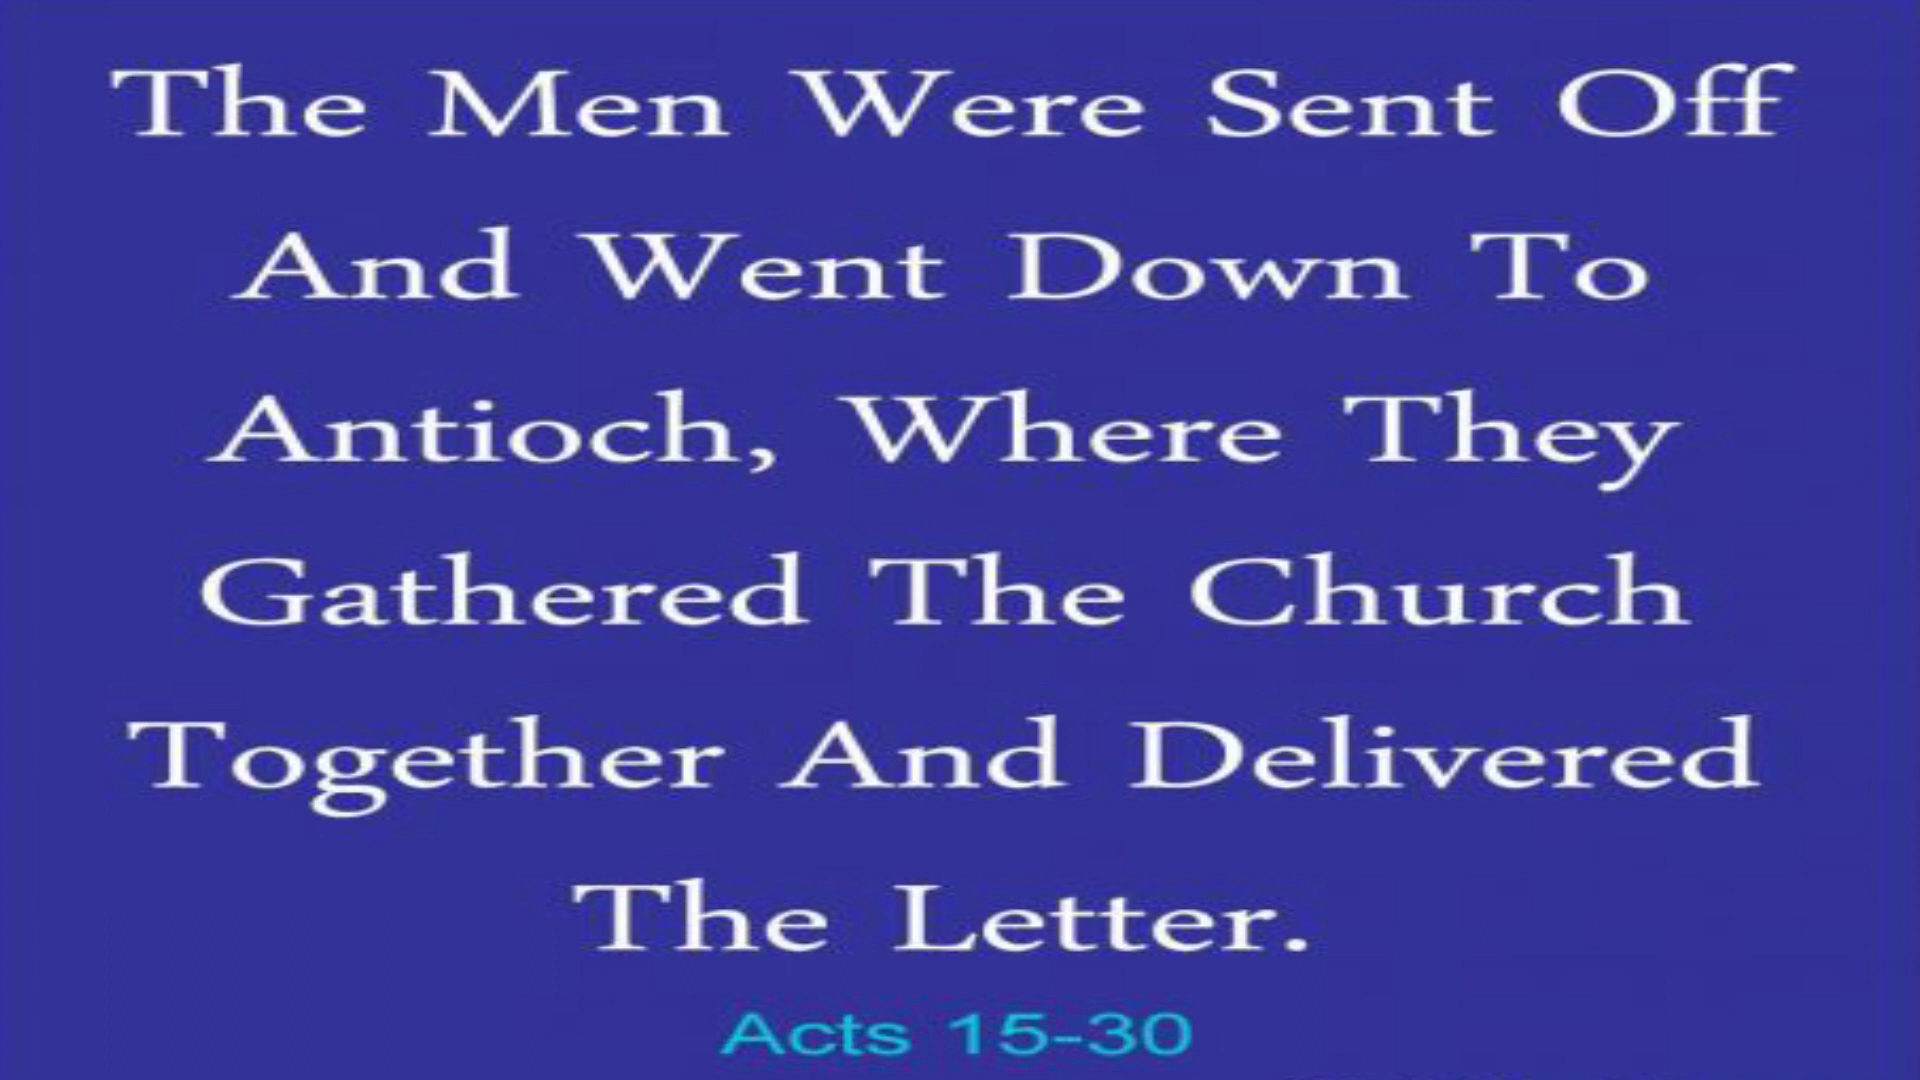 The Men Were Sent Off
And Went Down To
Antioch, Where They
Gathered The Church
Together And Delivered
The Letter.
Acts 15-30